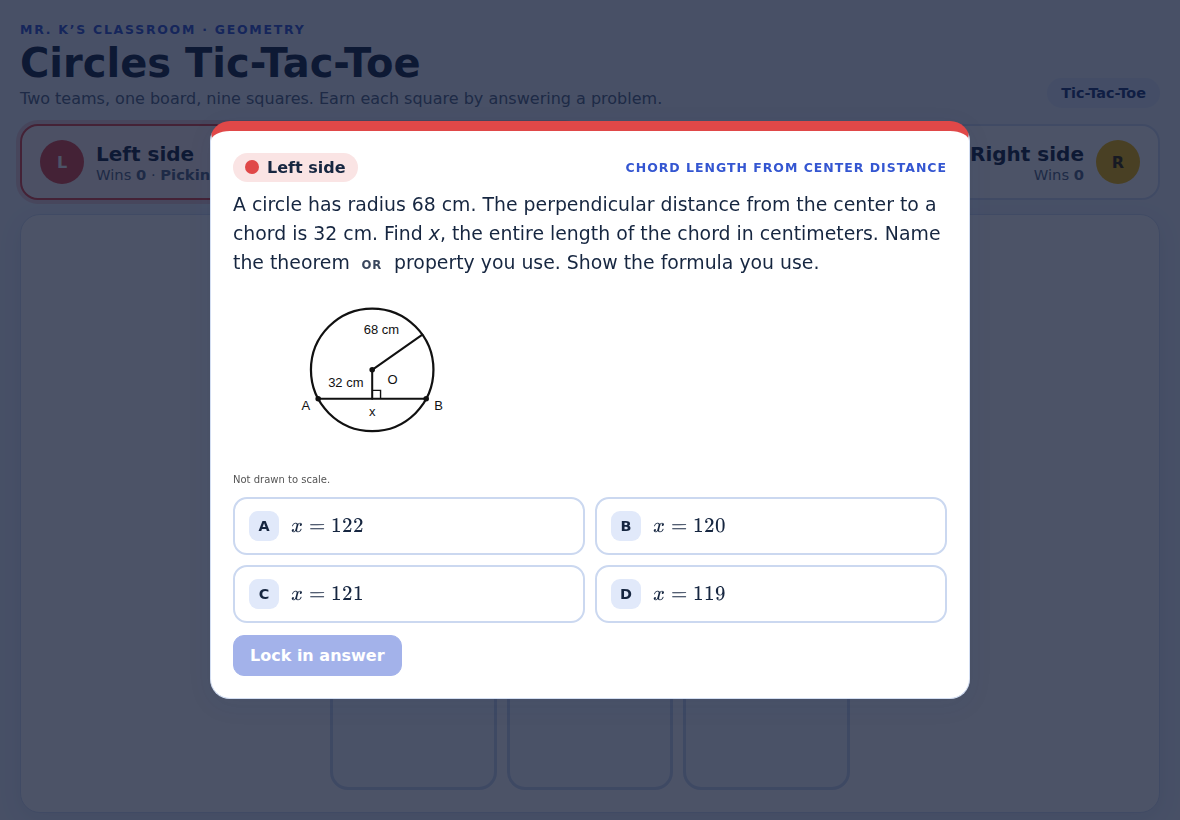 MR. K’S CLASSROOM · GEOMETRY
Circles Tic-Tac-Toe
Two teams, one board, nine squares. Earn each square by answering a problem.
Tic-Tac-Toe
L
Left side
Wins 0 · Pickin
Right side
Wins 0
R
Left side
CHORD LENGTH FROM CENTER DISTANCE
A circle has radius 68 cm. The perpendicular distance from the center to a
chord is 32 cm. Find x, the entire length of the chord in centimeters. Name
the theorem OR property you use. Show the formula you use.
68 cm
32 cm
O
A
x
B
Not drawn to scale.
A x = 122
B x = 120
C x = 121
D x = 119
Lock in answer